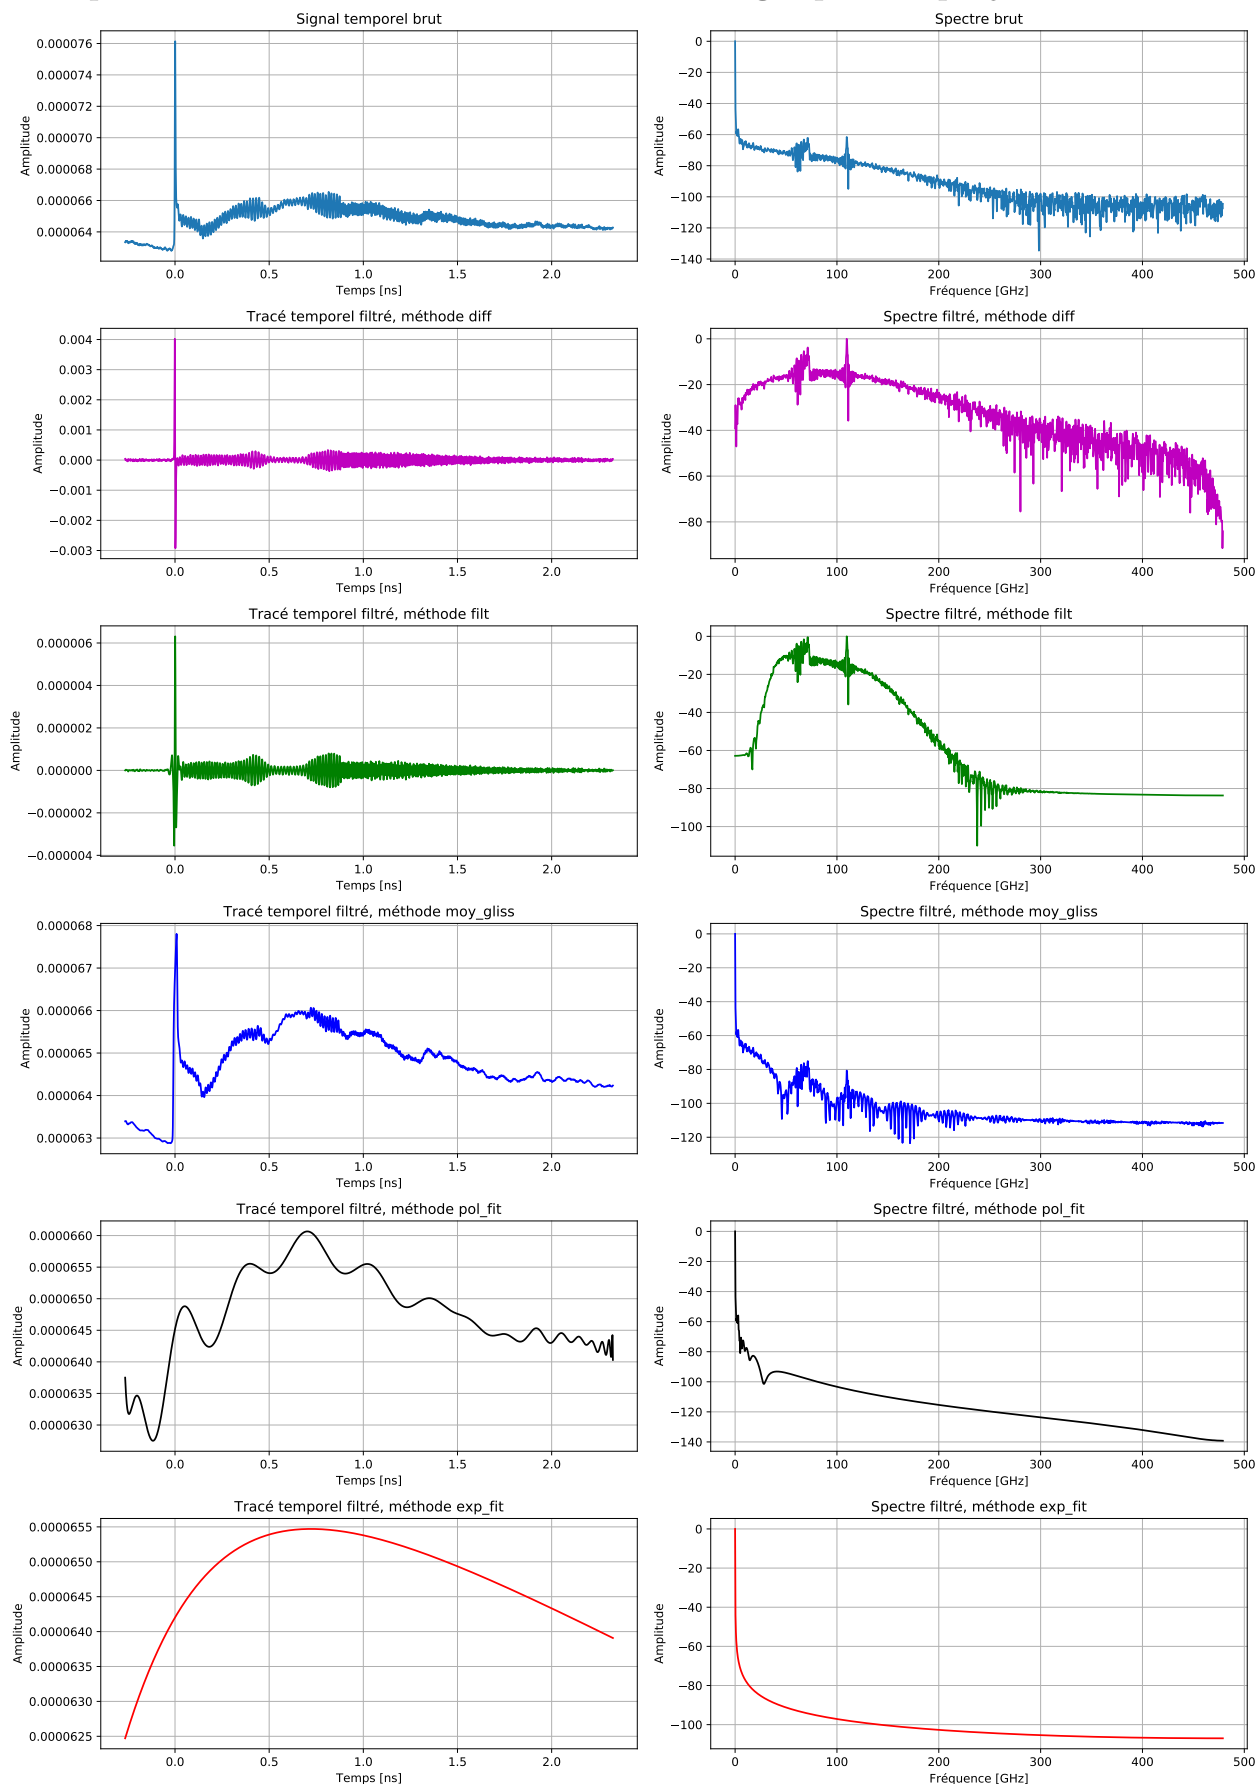 Signal temporel brut
Spectre brut
0.000076
0.000074
0.000072
0.000070
0.000068
0.000066
0.000064
Amplitude
0.0 0.5 1.0 1.5 2.0
Temps [ns]
0
−20
−40
−60
−80
−100
−120
−140
Amplitude
0 100 200 300 400 500
Fréquence [GHz]
Tracé temporel filtré, méthode diff
Spectre filtré, méthode diff
0.004
0.003
0.002
0.001
0.000
−0.001
−0.002
−0.003
Amplitude
0.0 0.5 1.0 1.5 2.0
Temps [ns]
0
−20
−40
−60
−80
Amplitude
0 100 200 300 400 500
Fréquence [GHz]
Tracé temporel filtré, méthode filt
Spectre filtré, méthode filt
0.000006
0.000004
0.000002
0.000000
−0.000002
−0.000004
Amplitude
0.0 0.5 1.0 1.5 2.0
Temps [ns]
0
−20
−40
−60
−80
−100
Amplitude
0 100 200 300 400 500
Fréquence [GHz]
Tracé temporel filtré, méthode moy_gliss
Spectre filtré, méthode moy_gliss
0.000068
0.000067
0.000066
0.000065
0.000064
0.000063
Amplitude
0.0 0.5 1.0 1.5 2.0
Temps [ns]
0
−20
−40
−60
−80
−100
−120
Amplitude
0 100 200 300 400 500
Fréquence [GHz]
Tracé temporel filtré, méthode pol_fit
Spectre filtré, méthode pol_fit
0.0000660
0.0000655
0.0000650
0.0000645
0.0000640
0.0000635
0.0000630
Amplitude
0.0 0.5 1.0 1.5 2.0
Temps [ns]
0
−20
−40
−60
−80
−100
−120
−140
Amplitude
0 100 200 300 400 500
Fréquence [GHz]
Tracé temporel filtré, méthode exp_fit
Spectre filtré, méthode exp_fit
0.0000655
0.0000650
0.0000645
0.0000640
0.0000635
0.0000630
0.0000625
Amplitude
0.0 0.5 1.0 1.5 2.0
Temps [ns]
0
−20
−40
−60
−80
−100
Amplitude
0 100 200 300 400 500
Fréquence [GHz]